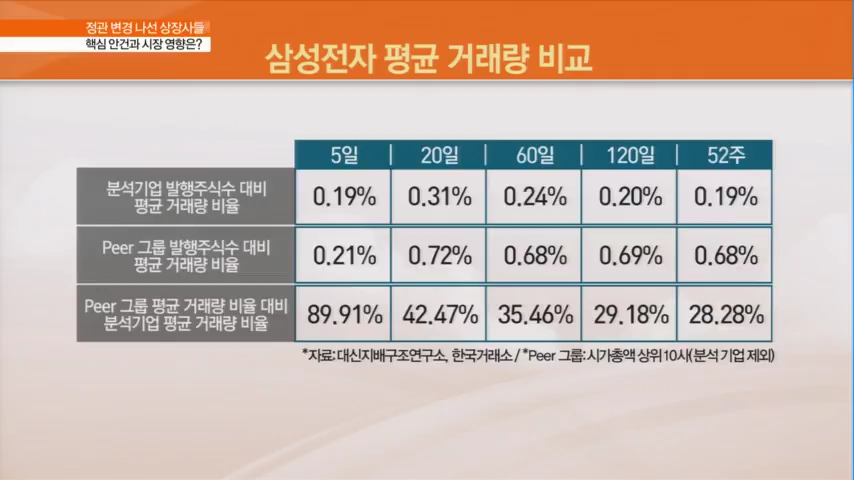 정관 변경 나선 상장사들
핵심 안건과 시장 영향은?
삼성전자 평균 거래량 비교
5일 20일 60일 120일 52주
분석기업 발행주식수 대비
평균 거래량 비율
0.19% 0.31% 0.24% 0.20% 0.19%
Peer 그룹 발행주식수 대비
평균 거래량 비율
0.21% 0.72% 0.68% 0.69% 0.68%
Peer 그룹 평균 거래량 비율 대비
분석기업 평균 거래량 비율
89.91% 42.47% 35.46% 29.18% 28.28%
*자료: 대신지배구조연구소, 한국거래소 / *Peer 그룹: 시가총액 상위 10사(분석 기업 제외)